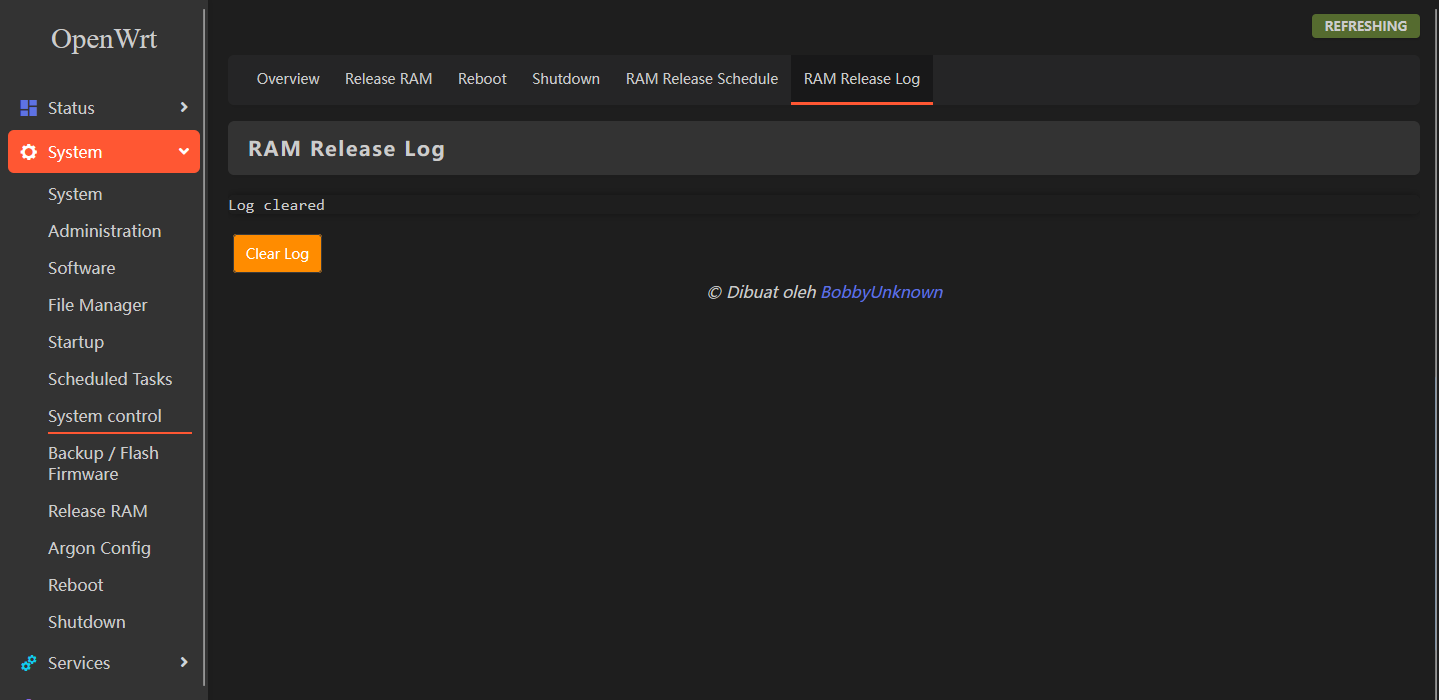 OpenWrt
Status
System
System
Administration
Software
File Manager
Startup
Scheduled Tasks
System control
Backup / Flash
Firmware
Release RAM
Argon Config
Reboot
Shutdown
Services
REFRESHING
Overview Release RAM Reboot Shutdown RAM Release Schedule RAM Release Log
RAM Release Log
Log cleared
Clear Log
© Dibuat oleh BobbyUnknown